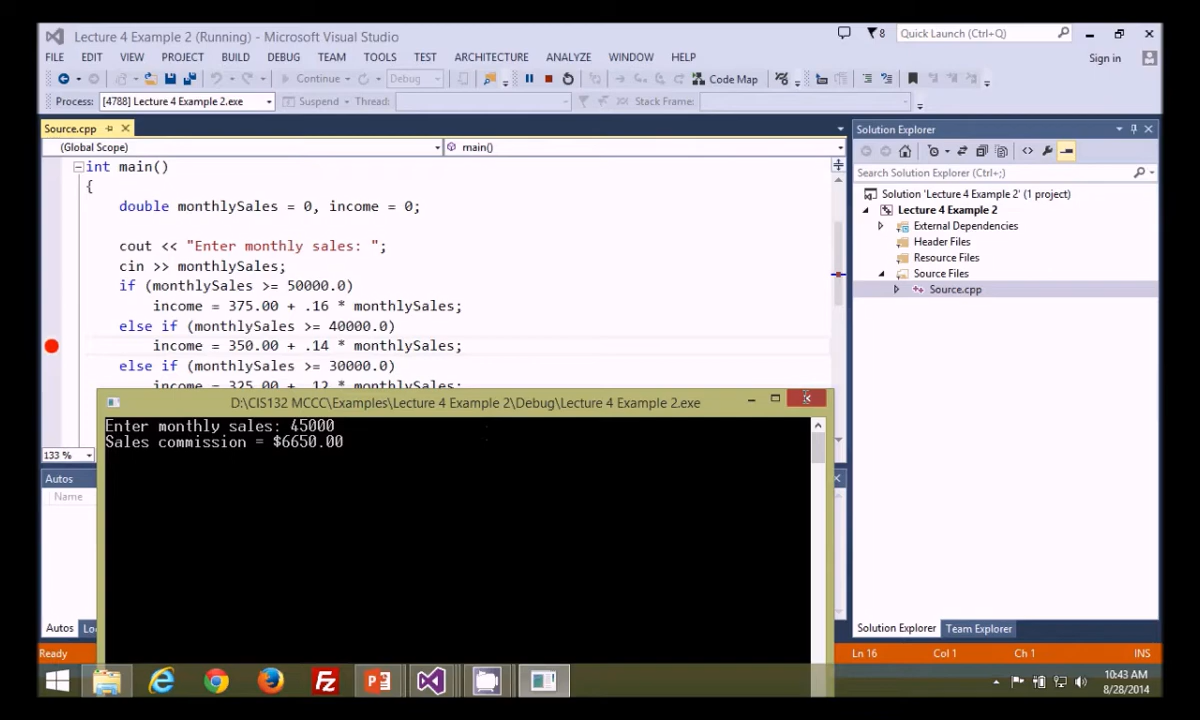 Lecture 4 Example 2 (Running) - Microsoft Visual Studio
8
Quick Launch (Ctrl+Q)
FILE EDIT VIEW PROJECT BUILD DEBUG TEAM TOOLS TEST ARCHITECTURE ANALYZE WINDOW HELP
Sign in
Continue Debug Code Map
Process: [4788] Lecture 4 Example 2.exe Suspend Thread: Stack Frame:
Source.cpp
(Global Scope) main()
int main()
{
double monthlySales = 0, income = 0;
cout << "Enter monthly sales: ";
cin >> monthlySales;
if (monthlySales >= 50000.0)
income = 375.00 + .16 * monthlySales;
else if (monthlySales >= 40000.0)
income = 350.00 + .14 * monthlySales;
else if (monthlySales >= 30000.0)
income = 325.00 + .12 * monthlySales;
133 %
Autos
Name
Autos Lo
D:\CIS132 MCCC\Examples\Lecture 4 Example 2\Debug\Lecture 4 Example 2.exe
Enter monthly sales: 45000
Sales commission = $6650.00
Solution Explorer
Search Solution Explorer (Ctrl+;)
Solution 'Lecture 4 Example 2' (1 project)
Lecture 4 Example 2
External Dependencies
Header Files
Resource Files
Source Files
Source.cpp
Solution Explorer Team Explorer
Ready Ln 16 Col 1 Ch 1 INS
10:43 AM
8/28/2014